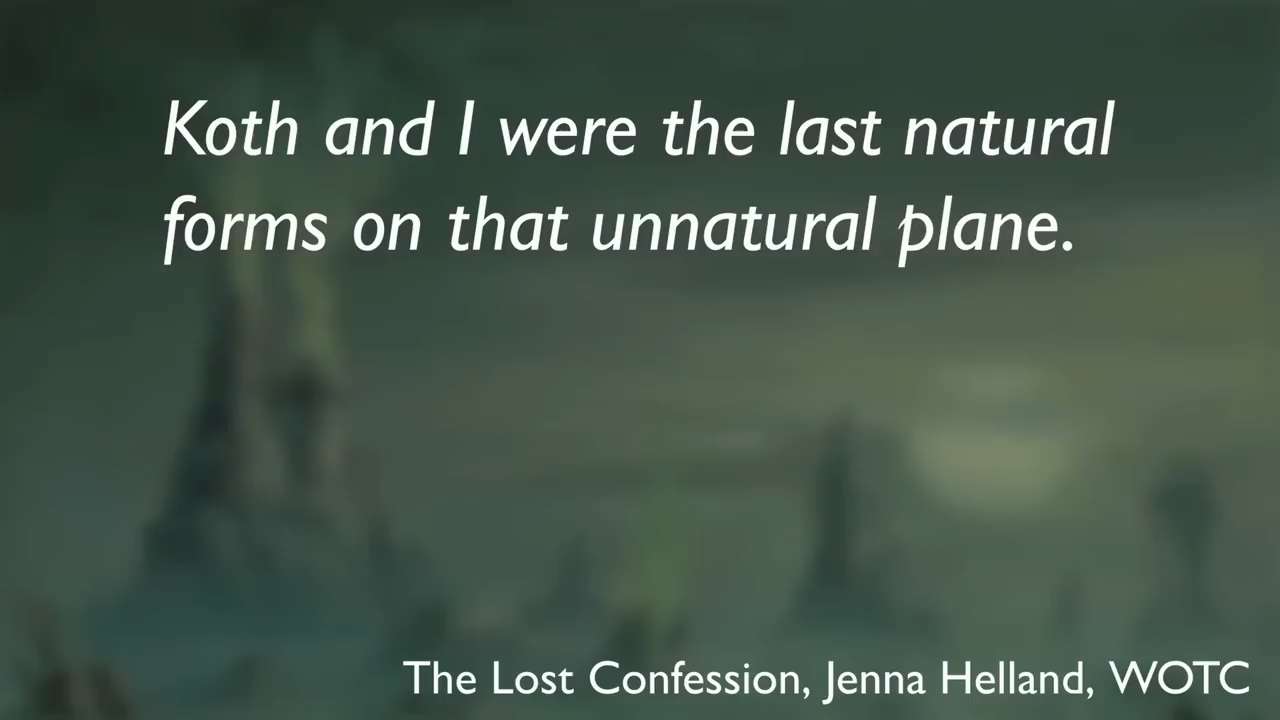 Koth and I were the last natural
forms on that unnatural plane.
The Lost Confession, Jenna Helland, WOTC